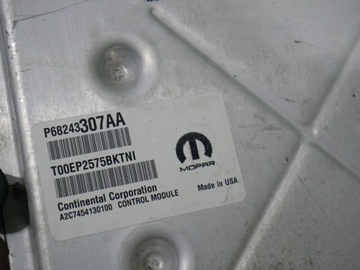 P68243307AA
T00EP2575BKTNI
MOPAR
Continental Corporation
Made in USA
A2C7454130100 CONTROL MODULE